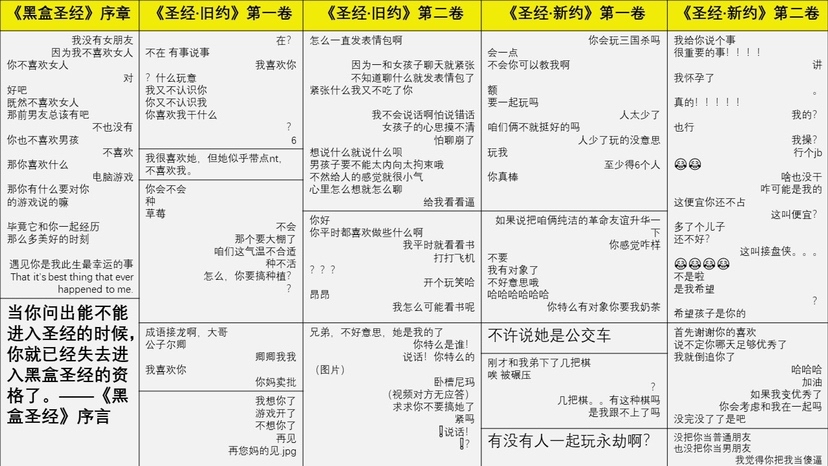 《黑盒圣经》序章
我没有女朋友
因为我不喜欢女人
你不喜欢女人
对
好吧
既然不喜欢女人
那前男友总该有吧
不也没有
你也不喜欢男孩
不喜欢
那你喜欢什么
电脑游戏
那你有什么要对你
的游戏说的嘛
毕竟它和你一起经历
那么多美好的时刻
遇见你是我此生最幸运的事
That it's best thing that ever
happened to me.
当你问出能不能
进入圣经的时候，
你就已经失去进
入黑盒圣经的资
格了。——《黑
盒圣经》序言
《圣经·旧约》第一卷
在？
不在 有事说事
我喜欢你
？什么玩意
我又不认识你
你又不认识我
你喜欢我干什么
？
6
我很喜欢她，但她似乎带点nt，
不喜欢我。
你会不会
种
草莓
不会
那个要大棚了
咱们这气温不合适
种不活
怎么，你要搞种植？
？
成语接龙啊，大哥
公子尔卿
卿卿我我
我喜欢你
你妈卖批
我想你了
游戏开了
不想你了
再见
再您妈的见.jpg
《圣经·旧约》第二卷
怎么一直发表情包啊
因为一和女孩子聊天就紧张
不知道聊什么就发表情包了
紧张什么我又不吃了你
我不会说话啊怕说错话
女孩子的心思摸不清
怕聊崩了
想说什么就说什么呗
男孩子要不能太内向太拘束哦
不然给人的感觉就很小气
心里怎么想就怎么聊
给我看看逼
你好
你平时都喜欢做些什么啊
我平时就看看书
打打飞机
？？？
开个玩笑哈
昂昂
我怎么可能看书呢
兄弟，不好意思，她是我的了
你特么是谁！
说话！你特么的
（图片）
卧槽尼玛
（视频对方无应答）
求求你不要搞她了
紧吗
说话！
？
《圣经·新约》第一卷
你会玩三国杀吗
会一点
不会你可以教我啊
额
要一起玩吗
人太少了
咱们俩不就挺好的吗
人少了玩的没意思
玩我
至少得6个人
你真棒
如果说把咱俩纯洁的革命友谊升华一
下
你感觉咋样
不要
我有对象了
不好意思哦
哈哈哈哈哈哈
你特么有对象你要我奶茶
不许说她是公交车
刚才和我弟下了几把棋
唉 被碾压
？
几把棋。。有这种棋吗
是我跟不上了吗
有没有人一起玩永劫啊？
《圣经·新约》第二卷
我给你说个事
很重要的事！！！！
讲
我怀孕了
。
真的！！！！！
我的？
也行
我操？
行个jb
😂😂
啥也没干
咋可能是我的
这便宜你还不占
这叫便宜？
多了个儿子
还不好？
这叫接盘侠。。。
😂😂😂😂
不是啦
是我希望
？
希望孩子是你的
首先谢谢你的喜欢
说不定你哪天足够优秀了
我就倒追你了
哈哈哈
加油
如果我变优秀了
你会考虑和我在一起吗
没完没了了是吧
没把你当普通朋友
也没把你当男朋友
我觉得你把我当傻逼